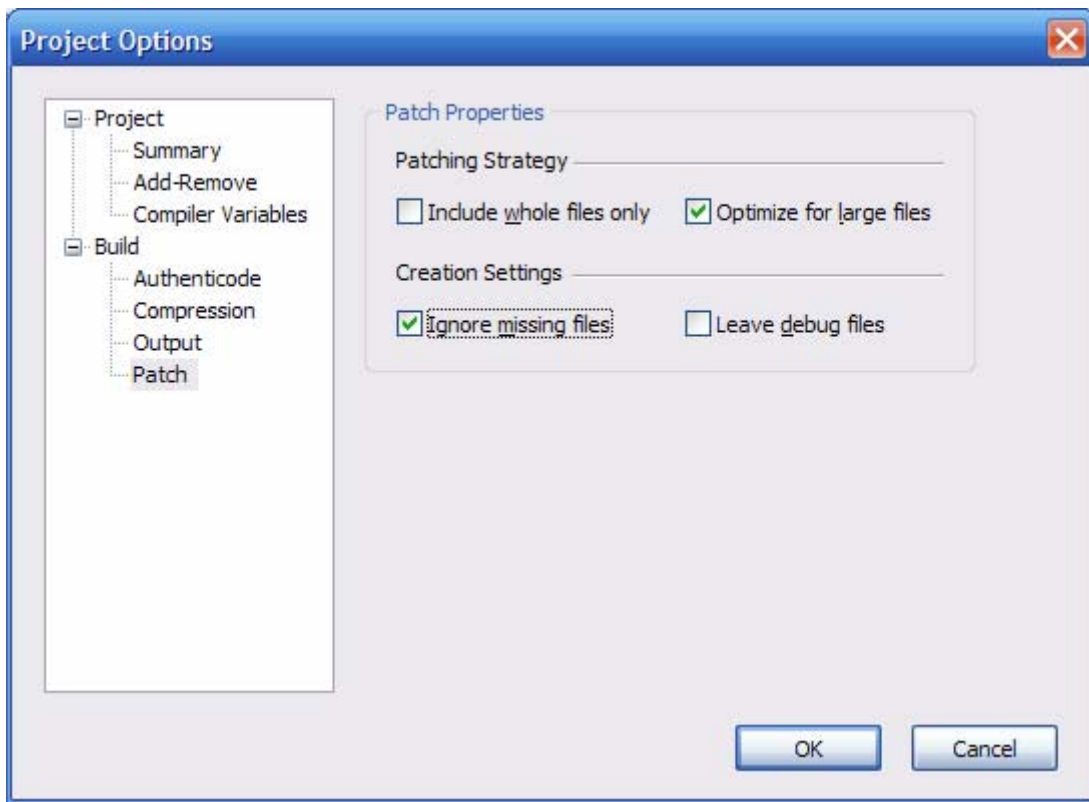 Project Options
Project
Summary
Add-Remove
Compiler Variables
Build
Authenticode
Compression
Output
Patch
Patch Properties
Patching Strategy
Include whole files only
Optimize for large files
Creation Settings
Ignore missing files
Leave debug files
OK
Cancel